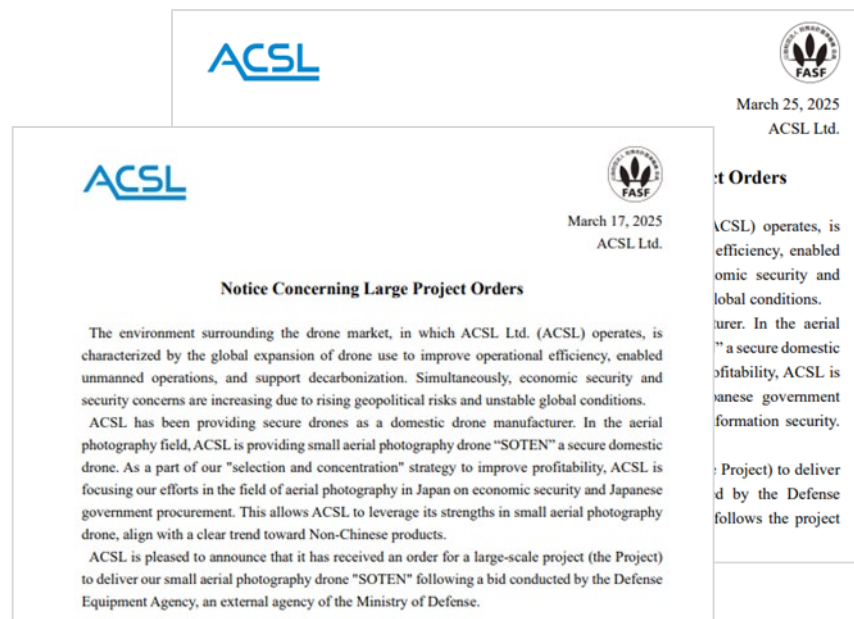 ACSL
FASF
March 25, 2025
ACSL Ltd.
t Orders
ACSL) operates, is
efficiency, enabled
omic security and
lobal conditions.
urer. In the aerial
” a secure domestic
ofitability, ACSL is
panese government
formation security.
Project) to deliver
d by the Defense
follows the project
ACSL
FASF
March 17, 2025
ACSL Ltd.
Notice Concerning Large Project Orders
The environment surrounding the drone market, in which ACSL Ltd. (ACSL) operates, is
characterized by the global expansion of drone use to improve operational efficiency, enabled
unmanned operations, and support decarbonization. Simultaneously, economic security and
security concerns are increasing due to rising geopolitical risks and unstable global conditions.
ACSL has been providing secure drones as a domestic drone manufacturer. In the aerial
photography field, ACSL is providing small aerial photography drone “SOTEN” a secure domestic
drone. As a part of our "selection and concentration" strategy to improve profitability, ACSL is
focusing our efforts in the field of aerial photography in Japan on economic security and Japanese
government procurement. This allows ACSL to leverage its strengths in small aerial photography
drone, align with a clear trend toward Non-Chinese products.
ACSL is pleased to announce that it has received an order for a large-scale project (the Project)
to deliver our small aerial photography drone "SOTEN" following a bid conducted by the Defense
Equipment Agency, an external agency of the Ministry of Defense.